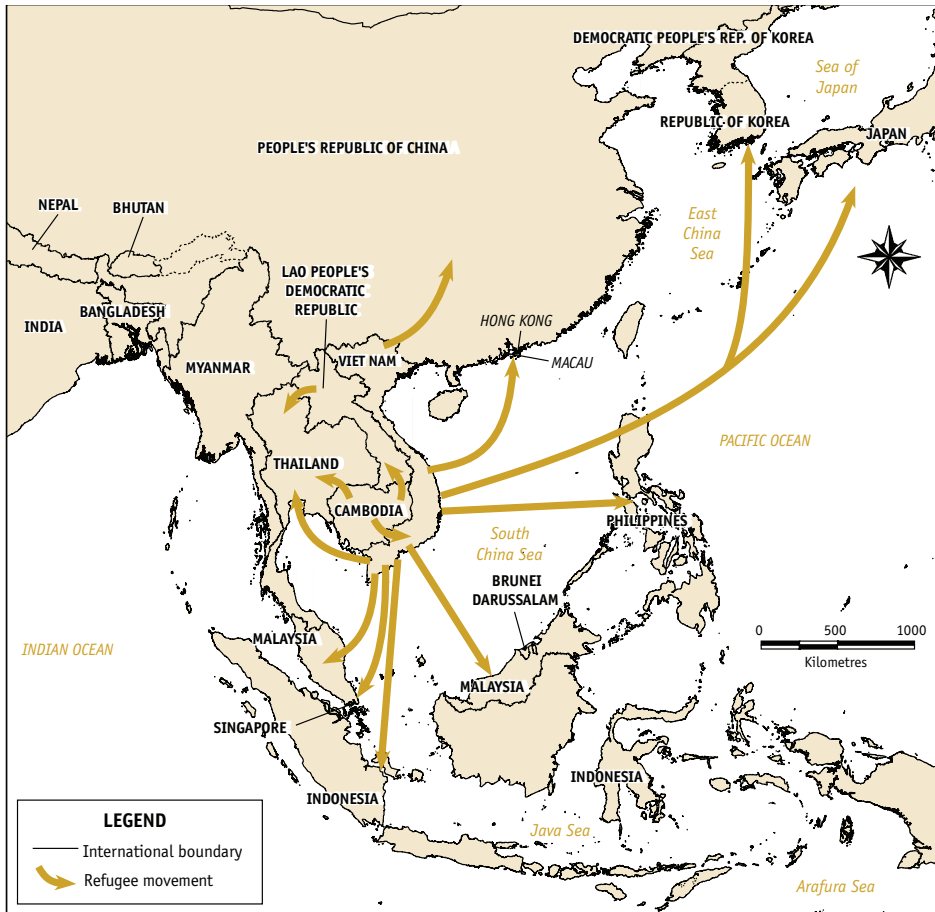 DEMOCRATIC PEOPLE'S REP. OF KOREA
Sea of
Japan
REPUBLIC OF KOREA
JAPAN
PEOPLE'S REPUBLIC OF CHINA
NEPAL
BHUTAN
East
China
Sea
LAO PEOPLE'S
DEMOCRATIC
REPUBLIC
BANGLADESH
INDIA
HONG KONG
VIET NAM
MACAU
MYANMAR
PACIFIC OCEAN
THAILAND
CAMBODIA
PHILIPPINES
South
China Sea
BRUNEI
DARUSSALAM
INDIAN OCEAN
MALAYSIA
0 500 1000
Kilometres
MALAYSIA
SINGAPORE
INDONESIA
INDONESIA
Java Sea
Arafura Sea
LEGEND
International boundary
Refugee movement